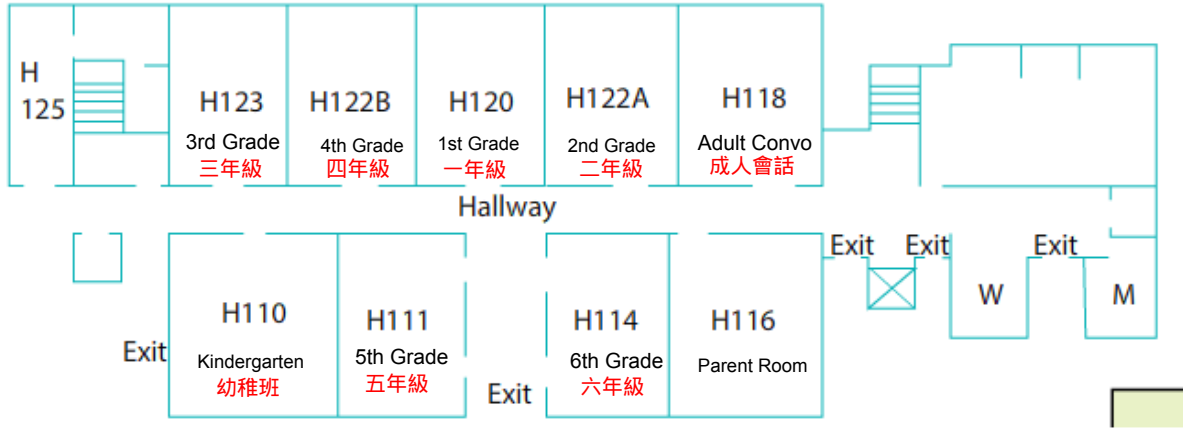 H
125
H123
3rd Grade
三年級
H122B
4th Grade
四年級
H120
1st Grade
一年級
H122A
2nd Grade
二年級
H118
Adult Convo
成人會話
Hallway
Exit
H110
Kindergarten
幼稚班
H111
5th Grade
五年級
Exit
H114
6th Grade
六年級
H116
Parent Room
Exit
Exit
W
Exit
M